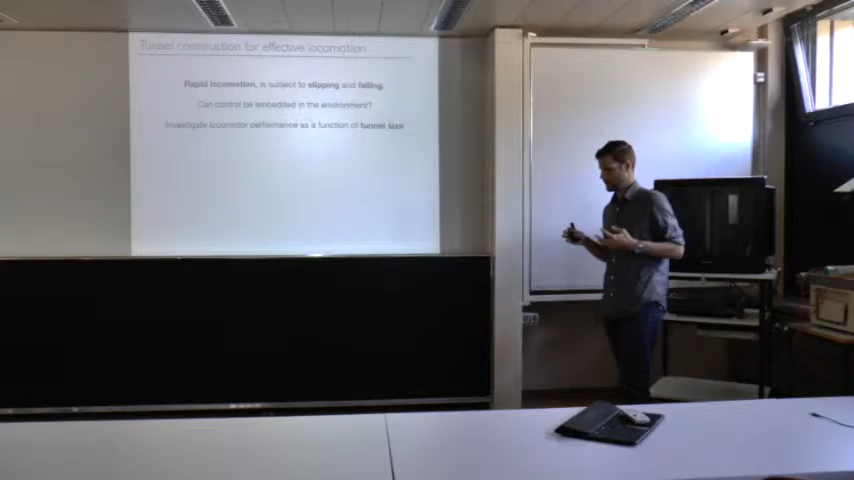 Tunnel construction for effective locomotion
Rapid locomotion, is subject to slipping and falling.
Can control be embedded in the environment?
Investigate locomotor performance as a function of tunnel size